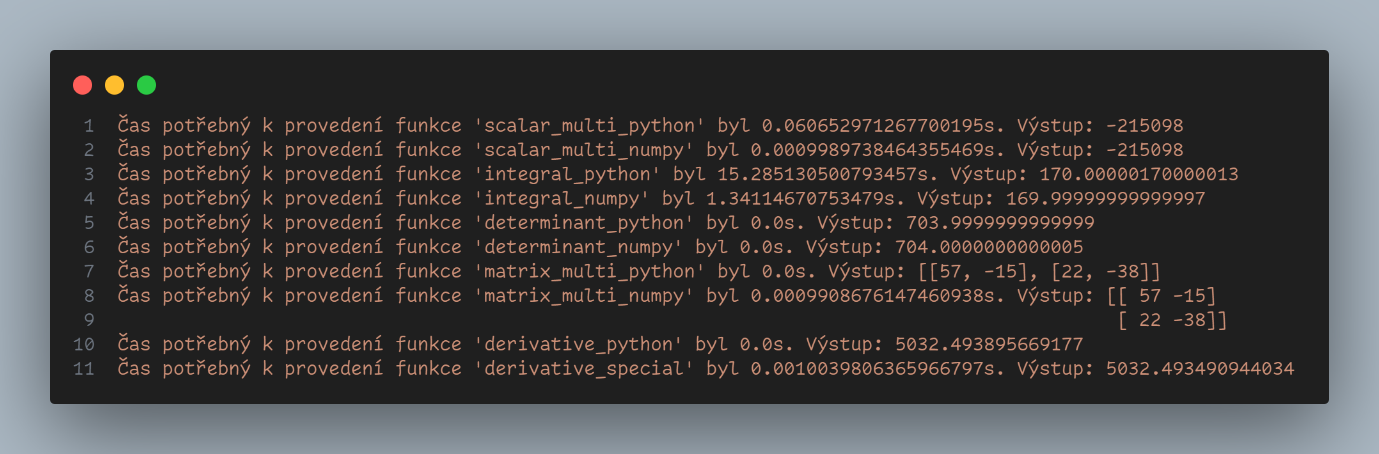 1 Čas potřebný k provedení funkce 'scalar_multi_python' byl 0.060652971267700195s. Výstup: -215098
2 Čas potřebný k provedení funkce 'scalar_multi_numpy' byl 0.0009989738464355469s. Výstup: -215098
3 Čas potřebný k provedení funkce 'integral_python' byl 15.285130500793457s. Výstup: 170.00000170000013
4 Čas potřebný k provedení funkce 'integral_numpy' byl 1.34114670753479s. Výstup: 169.99999999999997
5 Čas potřebný k provedení funkce 'determinant_python' byl 0.0s. Výstup: 703.9999999999999
6 Čas potřebný k provedení funkce 'determinant_numpy' byl 0.0s. Výstup: 704.0000000000005
7 Čas potřebný k provedení funkce 'matrix_multi_python' byl 0.0s. Výstup: [[57, -15], [22, -38]]
8 Čas potřebný k provedení funkce 'matrix_multi_numpy' byl 0.0009908676147460938s. Výstup: [[ 57 -15]
9 [ 22 -38]]
10 Čas potřebný k provedení funkce 'derivative_python' byl 0.0s. Výstup: 5032.493895669177
11 Čas potřebný k provedení funkce 'derivative_special' byl 0.0010039806365966797s. Výstup: 5032.493490944034